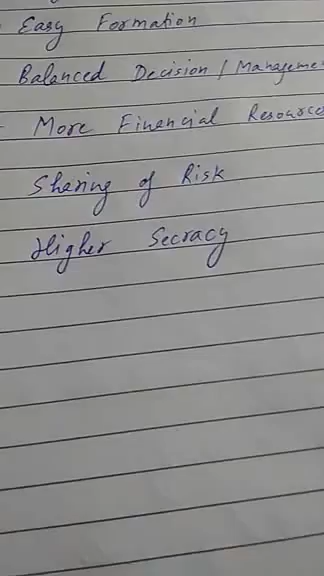 Easy Formation
Balanced Decision / Manageme
More Financial Resource
Sharing of Risk
Higher Secracy